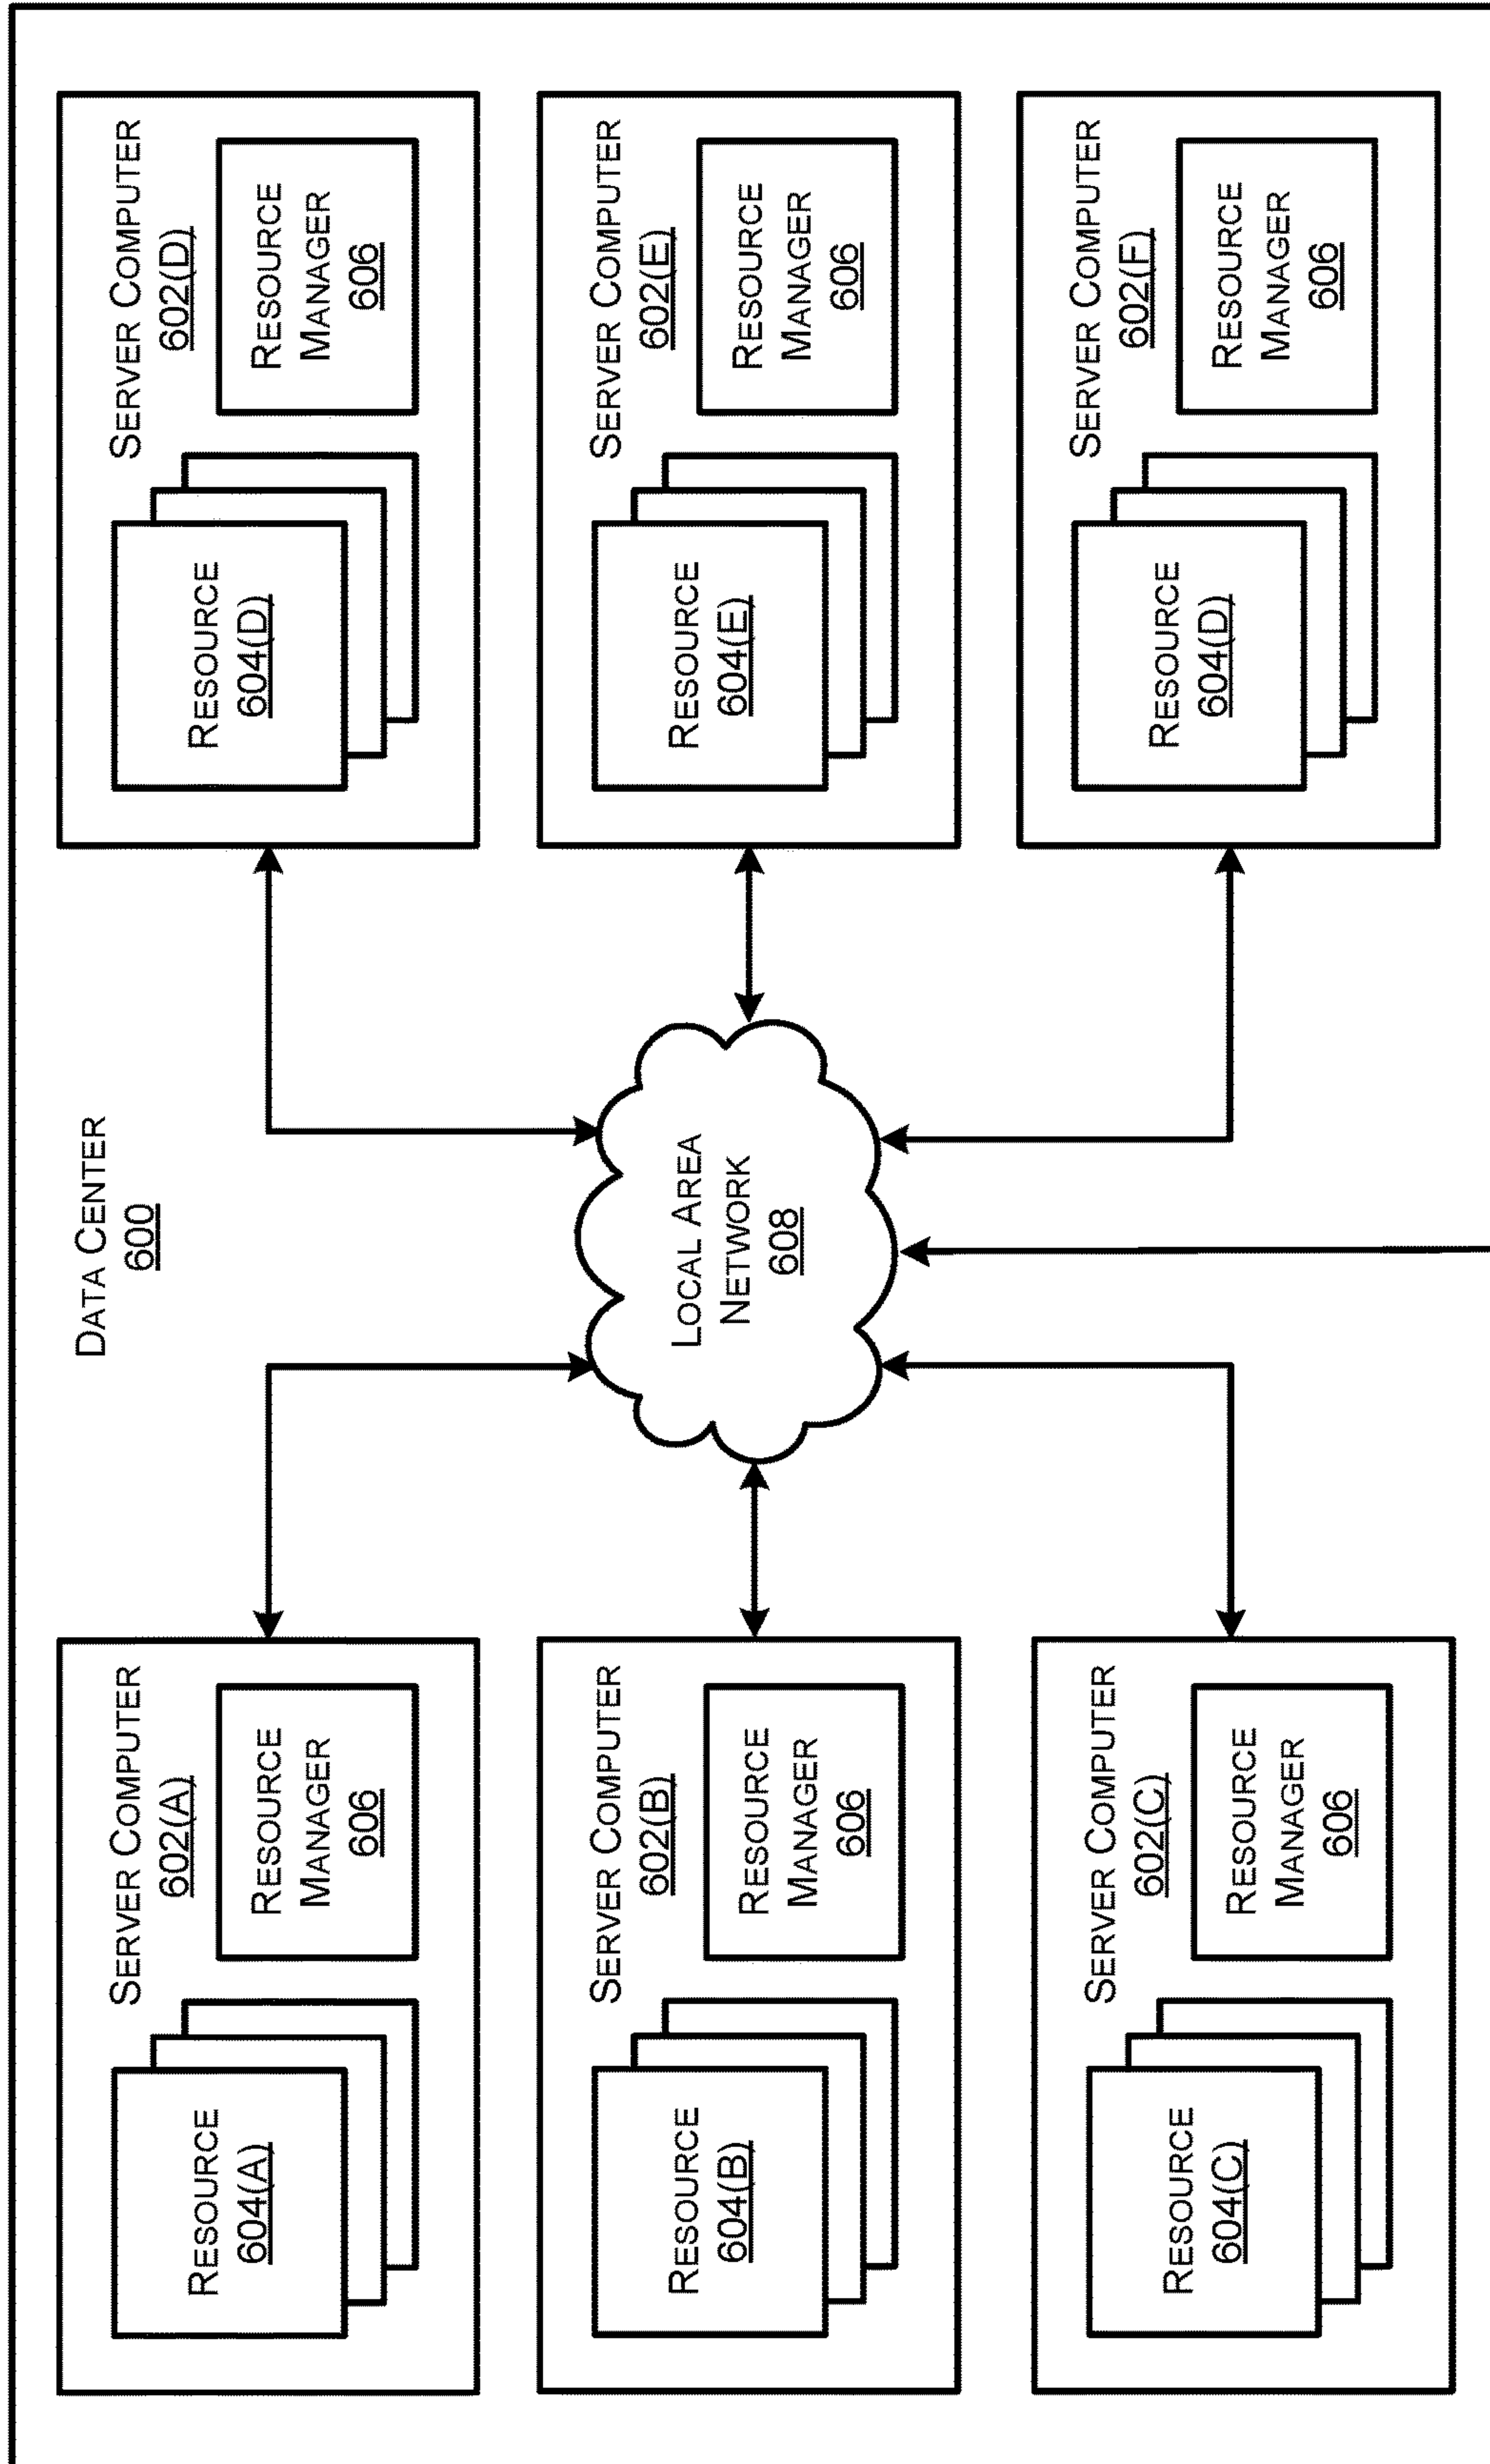 DATA CENTER
600
SERVER COMPUTER
602(A)
RESOURCE
604(A)
RESOURCE
MANAGER
606
SERVER COMPUTER
602(D)
RESOURCE
604(D)
RESOURCE
MANAGER
606
SERVER COMPUTER
602(B)
RESOURCE
604(B)
RESOURCE
MANAGER
606
LOCAL AREA
NETWORK
608
SERVER COMPUTER
602(E)
RESOURCE
604(E)
RESOURCE
MANAGER
606
SERVER COMPUTER
602(C)
RESOURCE
604(C)
RESOURCE
MANAGER
606
SERVER COMPUTER
602(F)
RESOURCE
604(D)
RESOURCE
MANAGER
606